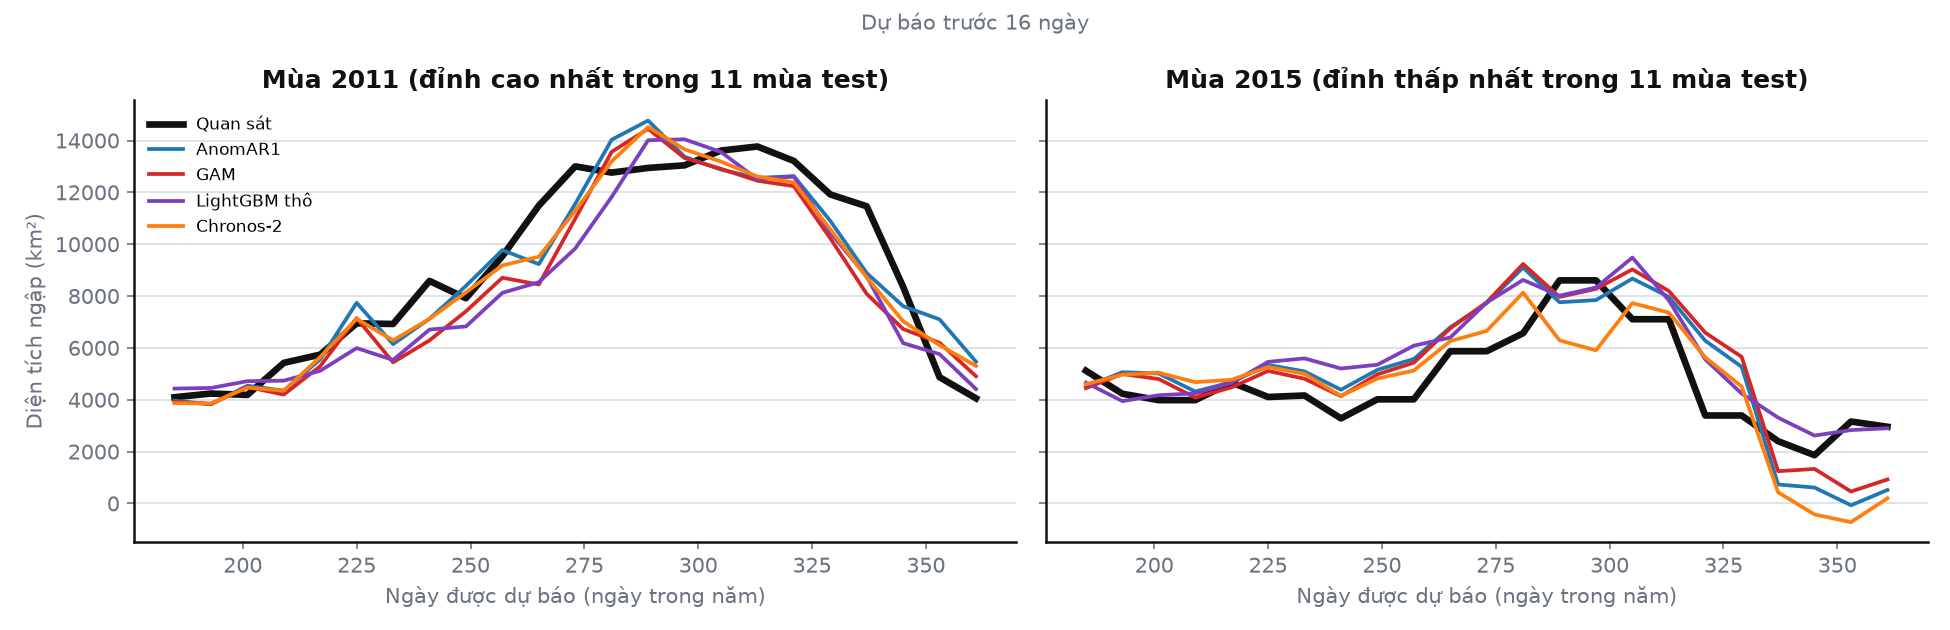 Dự báo trước 16 ngày
Mùa 2011 (đỉnh cao nhất trong 11 mùa test)
Mùa 2015 (đỉnh thấp nhất trong 11 mùa test)
Quan sát
AnomAR1
GAM
LightGBM thô
Chronos-2
Diện tích ngập (km²)
14000
12000
10000
8000
6000
4000
2000
0
200 225 250 275 300 325 350
200 225 250 275 300 325 350
Ngày được dự báo (ngày trong năm)
Ngày được dự báo (ngày trong năm)